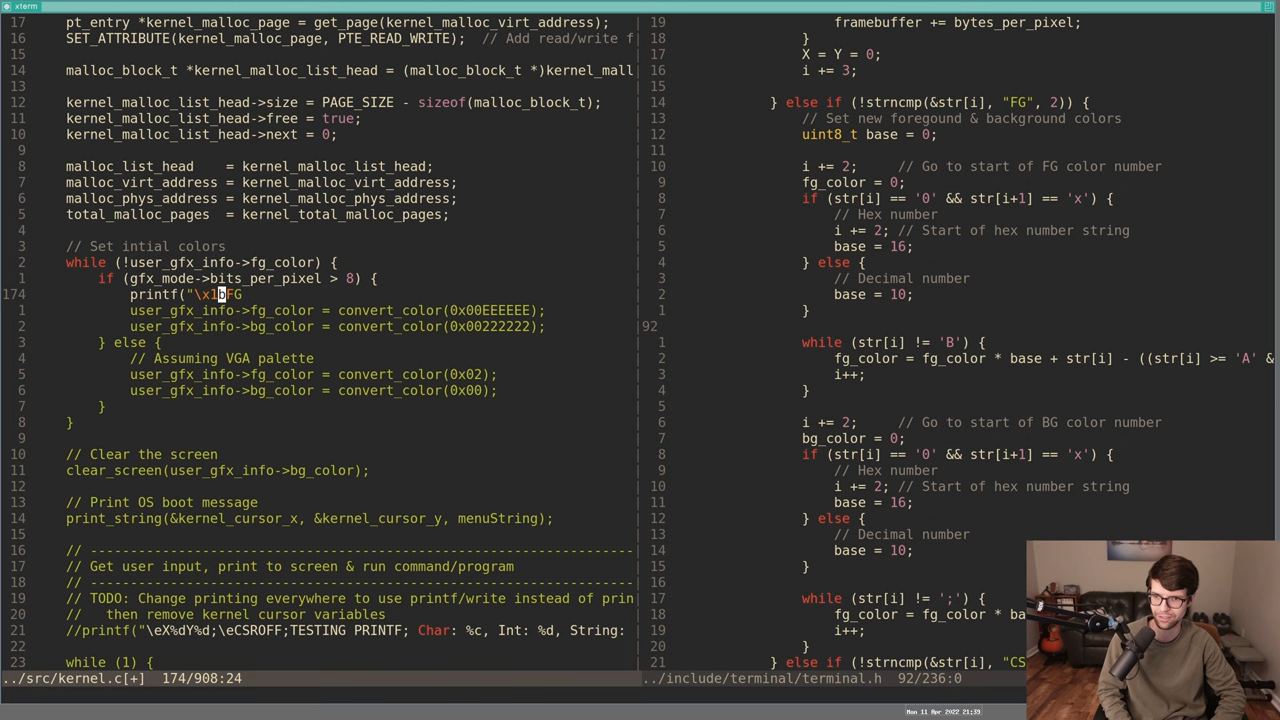 xterm
17 pt_entry *kernel_malloc_page = get_page(kernel_malloc_virt_address);
16 SET_ATTRIBUTE(kernel_malloc_page, PTE_READ_WRITE);  // Add read/write f
15
14 malloc_block_t *kernel_malloc_list_head = (malloc_block_t *)kernel_mall
13
12 kernel_malloc_list_head->size = PAGE_SIZE - sizeof(malloc_block_t);
11 kernel_malloc_list_head->free = true;
10 kernel_malloc_list_head->next = 0;
9
8 malloc_list_head    = kernel_malloc_list_head;
7 malloc_virt_address = kernel_malloc_virt_address;
6 malloc_phys_address = kernel_malloc_phys_address;
5 total_malloc_pages  = kernel_total_malloc_pages;
4
3 // Set intial colors
2 while (!user_gfx_info->fg_color) {
1 if (gfx_mode->bits_per_pixel > 8) {
174 printf("\x1bFG
1 user_gfx_info->fg_color = convert_color(0x00EEEEEE);
2 user_gfx_info->bg_color = convert_color(0x00222222);
3 } else {
4 // Assuming VGA palette
5 user_gfx_info->fg_color = convert_color(0x02);
6 user_gfx_info->bg_color = convert_color(0x00);
7 }
8 }
9
10 // Clear the screen
11 clear_screen(user_gfx_info->bg_color);
12
13 // Print OS boot message
14 print_string(&kernel_cursor_x, &kernel_cursor_y, menuString);
15
16 // --------------------------------------------------------------------
17 // Get user input, print to screen & run command/program
18 // --------------------------------------------------------------------
19 // TODO: Change printing everywhere to use printf/write instead of prin
20 //   then remove kernel cursor variables
21 //printf("\eX%dY%d;\eCSROFF;TESTING PRINTF; Char: %c, Int: %d, String:
22
23 while (1) {
../src/kernel.c[+]  174/908:24
19 framebuffer += bytes_per_pixel;
18 }
17 X = Y = 0;
16 i += 3;
15
14 } else if (!strncmp(&str[i], "FG", 2)) {
13 // Set new foregound & background colors
12 uint8_t base = 0;
11
10 i += 2;     // Go to start of FG color number
9 fg_color = 0;
8 if (str[i] == '0' && str[i+1] == 'x') {
7 // Hex number
6 i += 2; // Start of hex number string
5 base = 16;
4 } else {
3 // Decimal number
2 base = 10;
1 }
92
1 while (str[i] != 'B') {
2 fg_color = fg_color * base + str[i] - ((str[i] >= 'A' &
3 i++;
4 }
5
6 i += 2;     // Go to start of BG color number
7 bg_color = 0;
8 if (str[i] == '0' && str[i+1] == 'x') {
9 // Hex number
10 i += 2; // Start of hex number string
11 base = 16;
12 } else {
13 // Decimal number
14 base = 10;
15 }
16
17 while (str[i] != ';') {
18 fg_color = fg_color * ba
19 i++;
20 }
21 } else if (!strncmp(&str[i], "CS
../include/terminal/terminal.h  92/236:0
Mon 11 Apr 2022 21:39